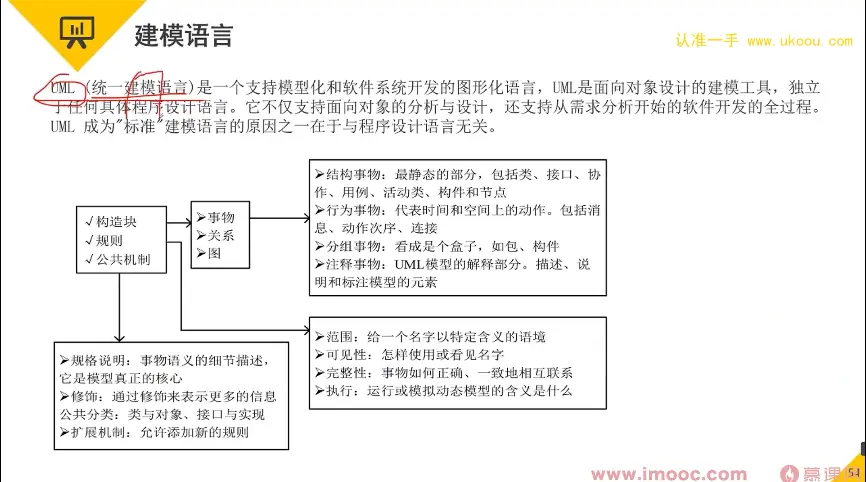 建模语言
认准一手 www.ukoou.com
UML (统一建模语言)是一个支持模型化和软件系统开发的图形化语言，UML是面向对象设计的建模工具，独立
于任何具体程序设计语言。它不仅支持面向对象的分析与设计，还支持从需求分析开始的软件开发的全过程。
UML 成为"标准"建模语言的原因之一在于与程序设计语言无关。
√构造块
√规则
√公共机制
➢事物
➢关系
➢图
➢结构事物：最静态的部分，包括类、接口、协
作、用例、活动类、构件和节点
➢行为事物：代表时间和空间上的动作。包括消
息、动作次序、连接
➢分组事物：看成是个盒子，如包、构件
➢注释事物：UML模型的解释部分。描述、说
明和标注模型的元素
➢规格说明：事物语义的细节描述，
它是模型真正的核心
➢修饰：通过修饰来表示更多的信息
公共分类：类与对象、接口与实现
➢扩展机制：允许添加新的规则
➢范围：给一个名字以特定含义的语境
➢可见性：怎样使用或看见名字
➢完整性：事物如何正确、一致地相互联系
➢执行：运行或模拟动态模型的含义是什么
www.imooc.com
慕课